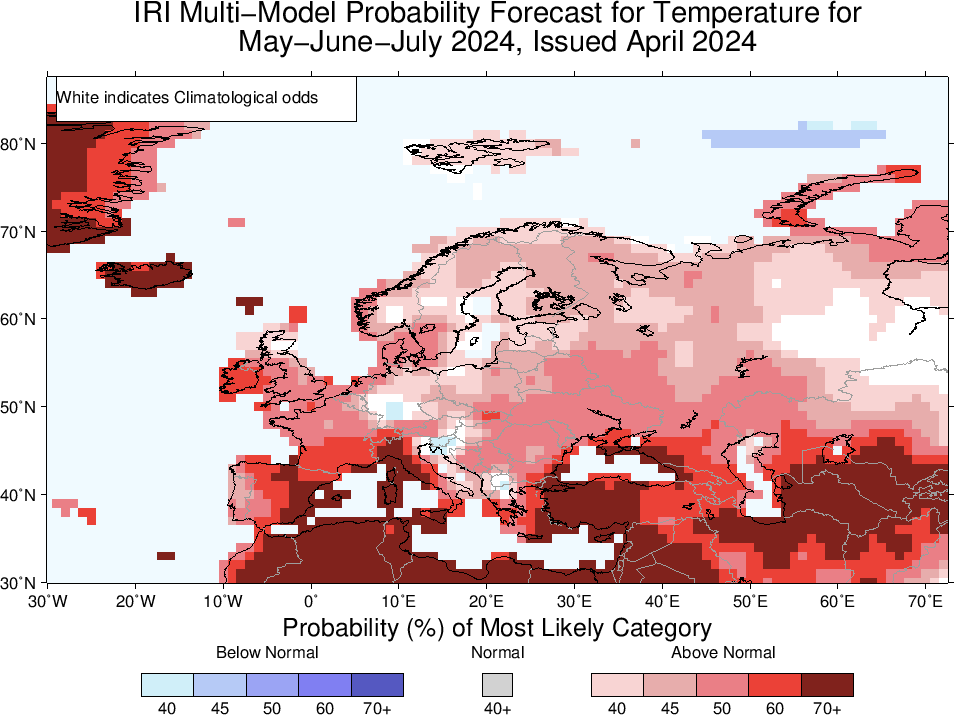 IRI Multi−Model Probability Forecast for Temperature for
May−June−July 2024, Issued April 2024
White indicates Climatological odds
80˚N
70˚N
60˚N
50˚N
40˚N
30˚N
30˚W 20˚W 10˚W 0˚ 10˚E 20˚E 30˚E 40˚E 50˚E 60˚E 70˚E
Probability (%) of Most Likely Category
Below Normal Normal Above Normal
40 45 50 60 70+ 40+ 40 45 50 60 70+